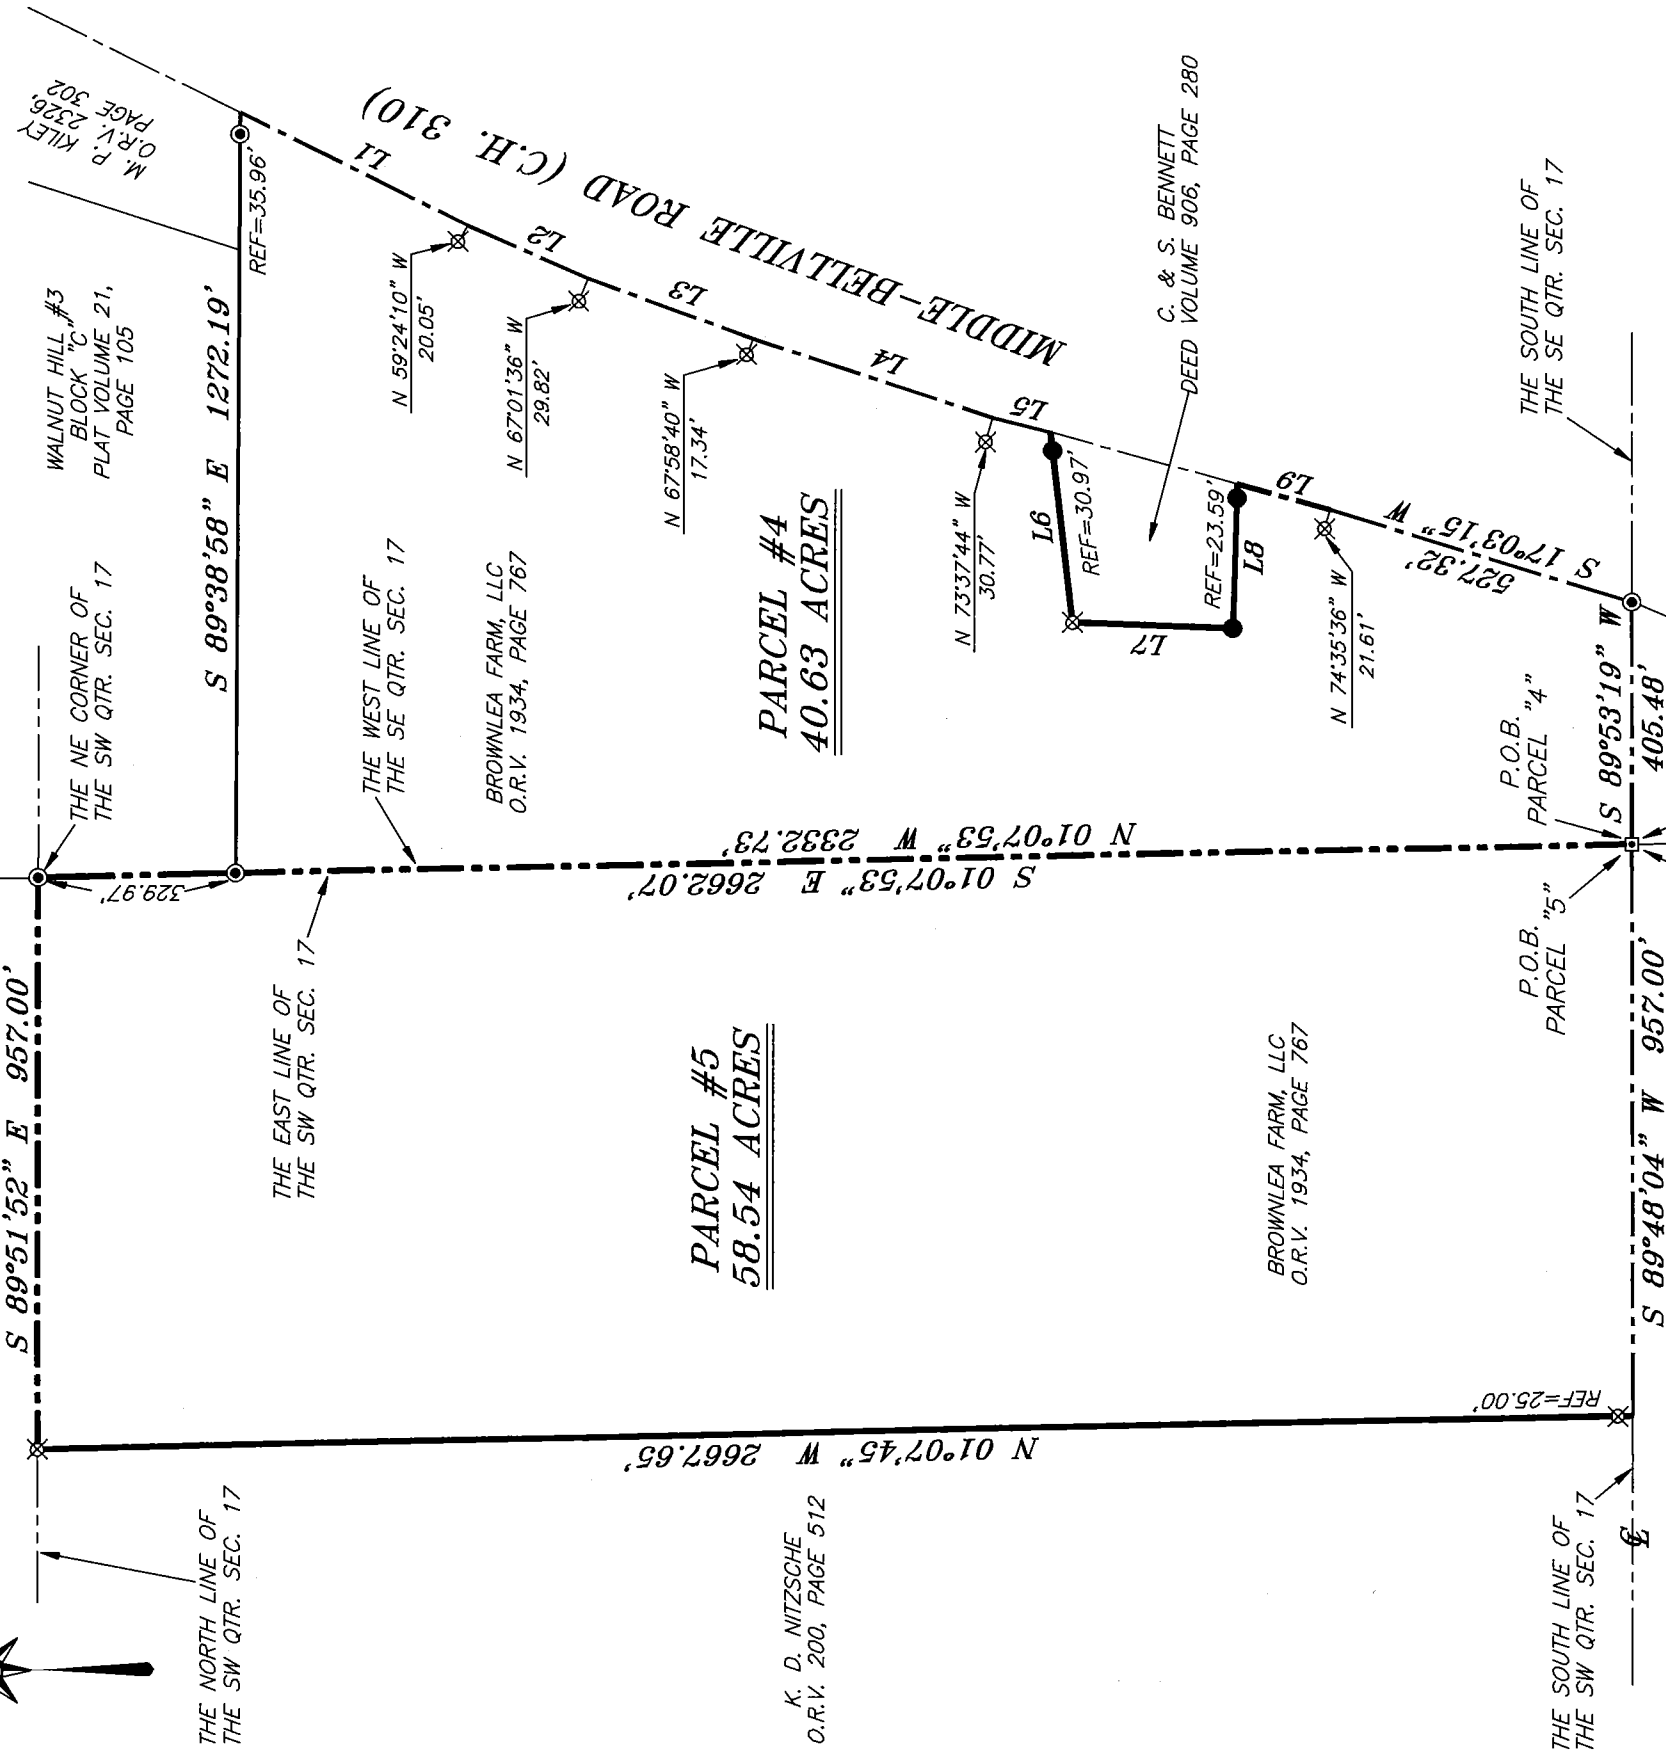 M. P. KILEY
O.R.V. 2326,
PAGE 302
WALNUT HILL #3
BLOCK "C"
PLAT VOLUME 21,
PAGE 105
THE NE CORNER OF
THE SW QTR. SEC. 17
S 89°51'52" E 957.00'
THE NORTH LINE OF
THE SW QTR. SEC. 17
329.97'
S 89°38'58" E 1272.19'
REF=35.96'
L1
L2
L3
L4
L5
MIDDLE-BELLVILLE ROAD (C.H. 310)
N 59°24'10" W
20.05'
N 67°01'36" W
29.82'
N 67°58'40" W
17.34'
N 73°37'44" W
30.77'
THE WEST LINE OF
THE SE QTR. SEC. 17
BROWNLEA FARM, LLC
O.R.V. 1934, PAGE 767
PARCEL #4
40.63 ACRES
L6
REF=30.97'
L7
REF=23.59'
L8
C. & S. BENNETT
DEED VOLUME 906, PAGE 280
L9
N 74°35'36" W
21.61'
S 17°03'15" W
527.32'
THE SOUTH LINE OF
THE SE QTR. SEC. 17
P.O.B.
PARCEL "4"
S 89°53'19" W
405.48'
N 01°07'53" W 2332.73'
S 01°07'53" E 2662.07'
THE EAST LINE OF
THE SW QTR. SEC. 17
PARCEL #5
58.54 ACRES
BROWNLEA FARM, LLC
O.R.V. 1934, PAGE 767
P.O.B.
PARCEL "5"
S 89°48'04" W 957.00'
REF=25.00'
N 01°07'45" W 2667.65'
K. D. NITZSCHE
O.R.V. 200, PAGE 512
THE SOUTH LINE OF
THE SW QTR. SEC. 17